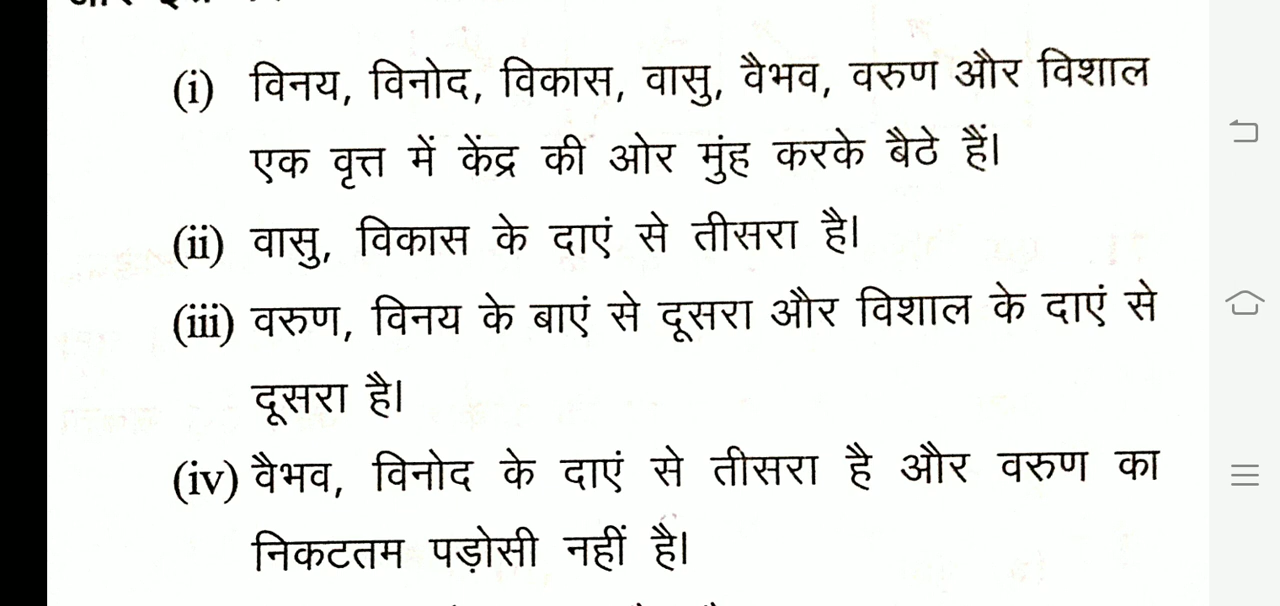 (i) विनय, विनोद, विकास, वासु, वैभव, वरुण और विशाल
एक वृत्त में केंद्र की ओर मुंह करके बैठे हैं।
(ii) वासु, विकास के दाएं से तीसरा है।
(iii) वरुण, विनय के बाएं से दूसरा और विशाल के दाएं से
दूसरा है।
(iv) वैभव, विनोद के दाएं से तीसरा है और वरुण का
निकटतम पड़ोसी नहीं है।